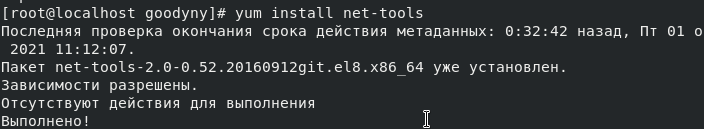 [root@localhost goodyny]# yum install net-tools
Последняя проверка окончания срока действия метаданных: 0:32:42 назад, Пт 01 о
 2021 11:12:07.
Пакет net-tools-2.0-0.52.20160912git.el8.x86_64 уже установлен.
Зависимости разрешены.
Отсутствуют действия для выполнения
Выполнено!